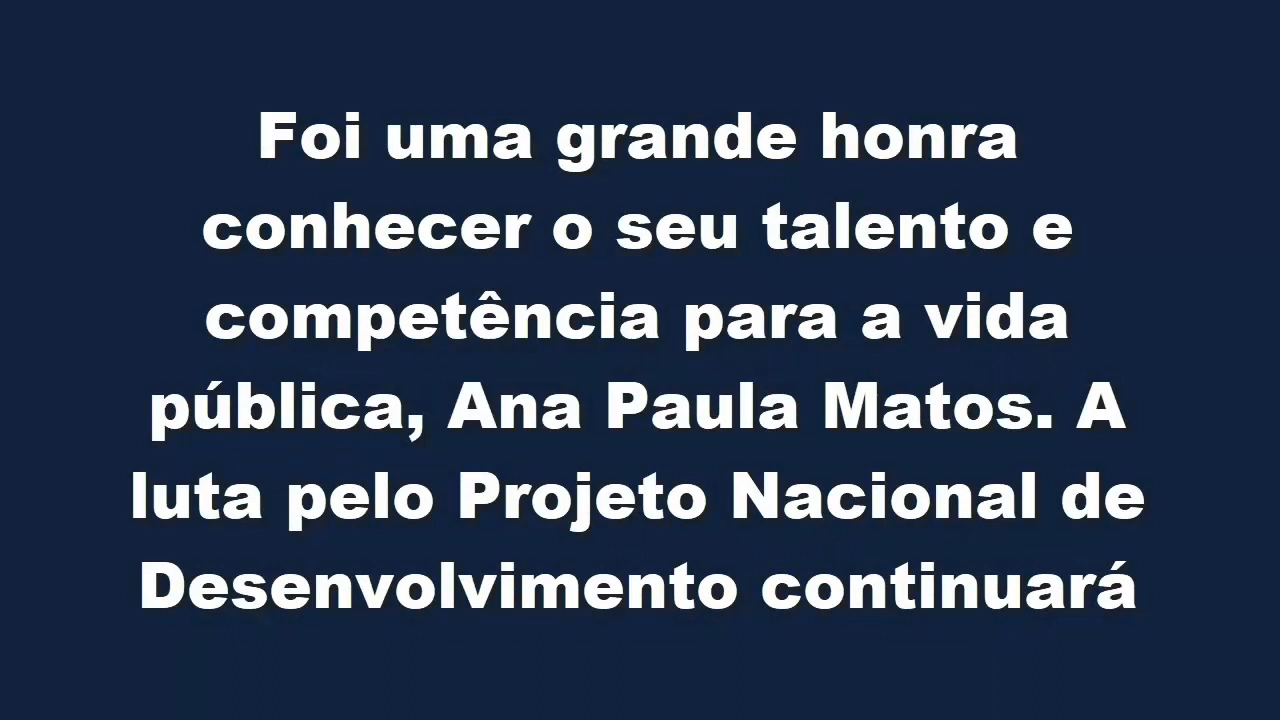 Foi uma grande honra
conhecer o seu talento e
competência para a vida
pública, Ana Paula Matos. A
luta pelo Projeto Nacional de
Desenvolvimento continuará